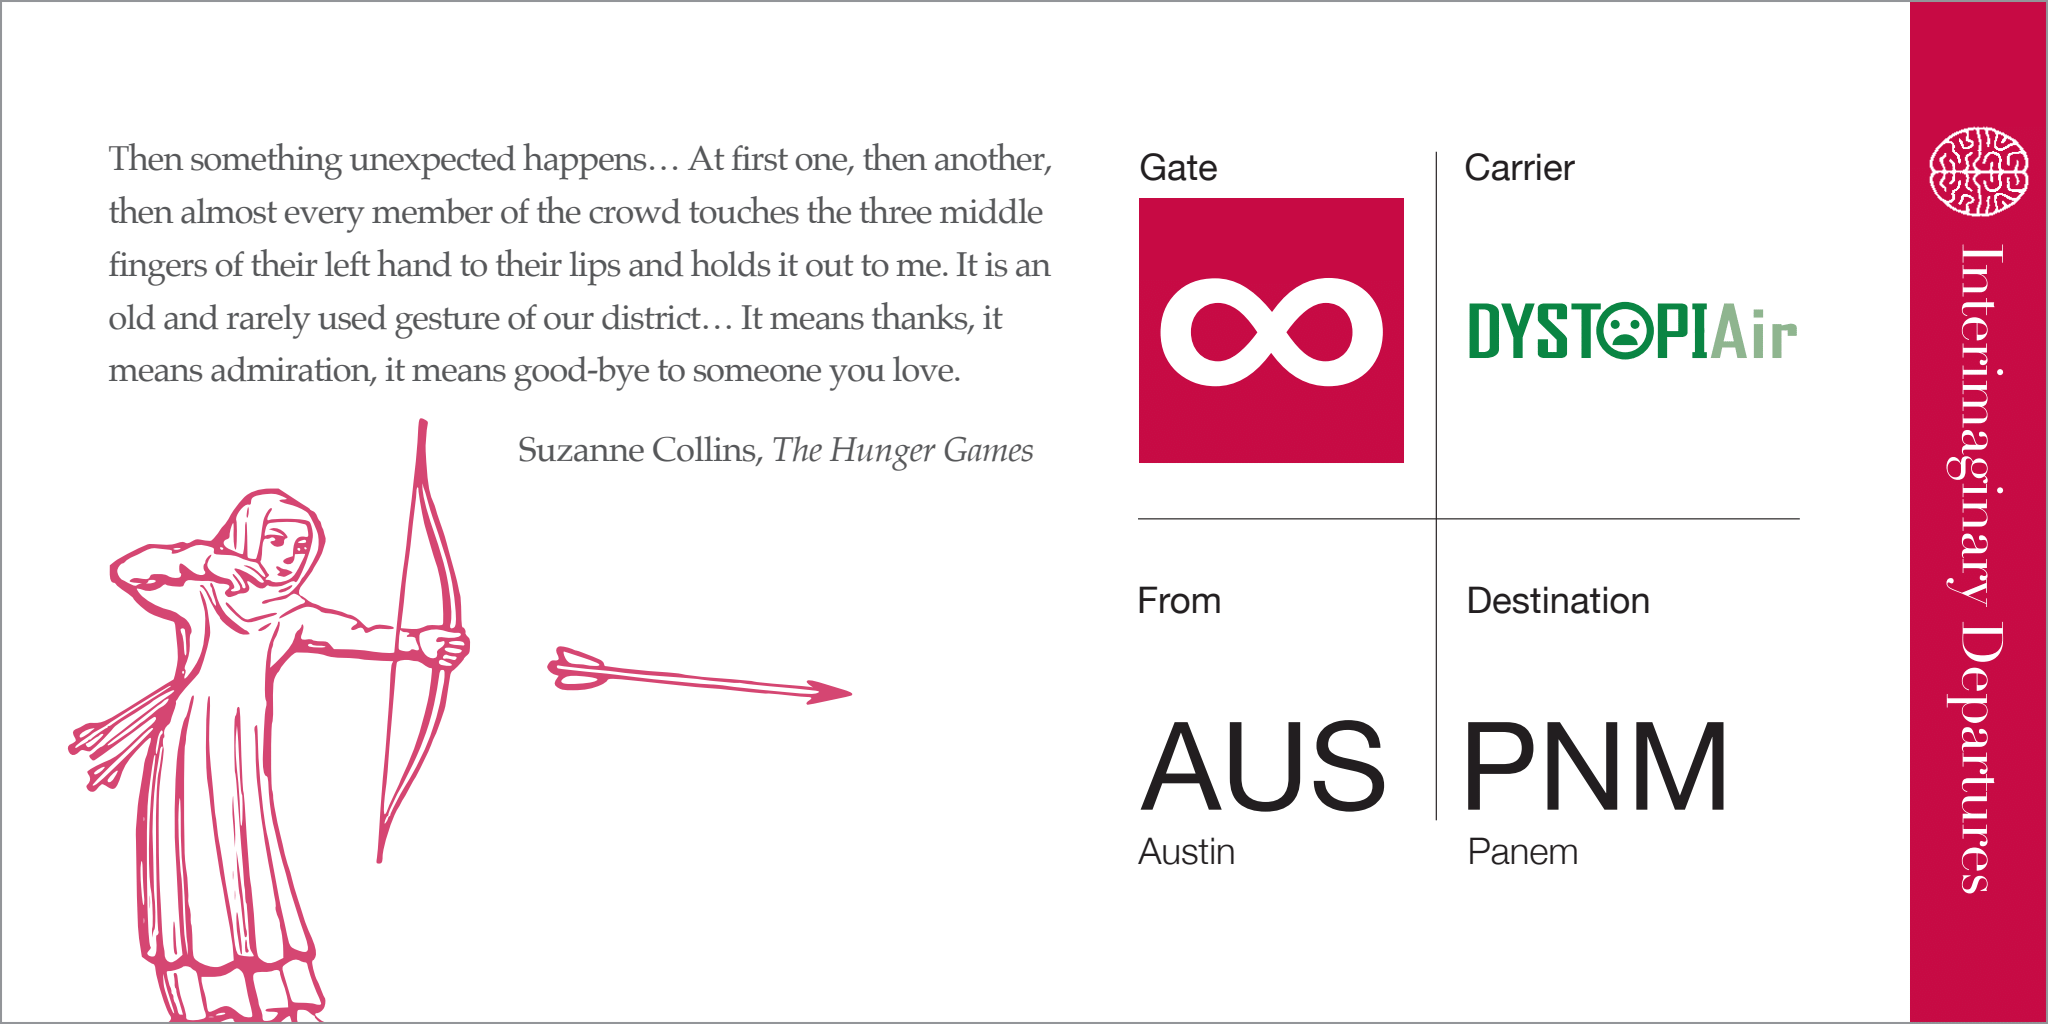 Then something unexpected happens… At first one, then another,
then almost every member of the crowd touches the three middle
fingers of their left hand to their lips and holds it out to me. It is an
old and rarely used gesture of our district… It means thanks, it
means admiration, it means good-bye to someone you love.
Suzanne Collins, The Hunger Games
Gate
∞
Carrier
DYSTOPIAir
From
AUS
Austin
Destination
PNM
Panem
Interimaginary Departures